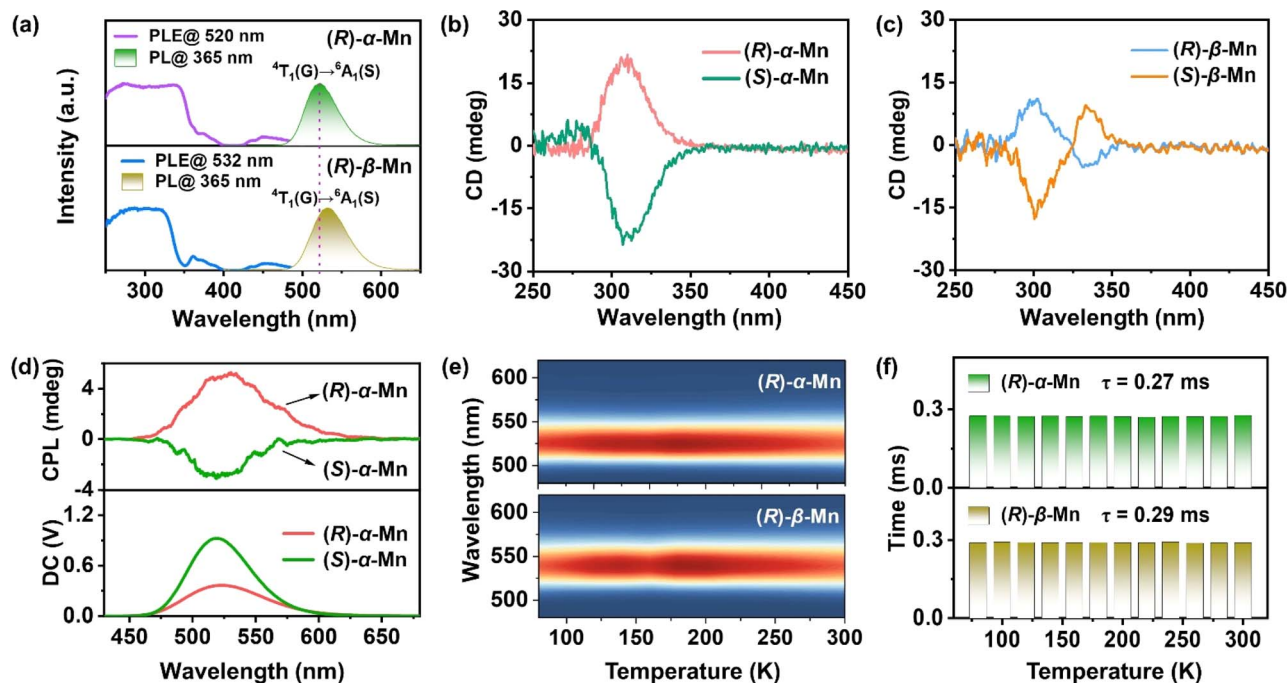 (a)
PLE@ 520 nm
PL@ 365 nm
(R)-α-Mn
⁴T₁(G)→⁶A₁(S)
PLE@ 532 nm
PL@ 365 nm
(R)-β-Mn
⁴T₁(G)→⁶A₁(S)
Intensity (a.u.)
300 400 500 600
Wavelength (nm)
(b)
(R)-α-Mn
(S)-α-Mn
CD (mdeg)
30
15
0
-15
-30
250 300 350 400 450
Wavelength (nm)
(c)
(R)-β-Mn
(S)-β-Mn
CD (mdeg)
30
15
0
-15
-30
250 300 350 400 450
Wavelength (nm)
(d)
CPL (mdeg)
4
0
-4
(R)-α-Mn
(S)-α-Mn
DC (V)
1.2
0.6
0.0
(R)-α-Mn
(S)-α-Mn
450 500 550 600 650
Wavelength (nm)
(e)
Wavelength (nm)
600
550
500
(R)-α-Mn
600
550
500
(R)-β-Mn
100 150 200 250 300
Temperature (K)
(f)
Time (ms)
0.3
0.0
(R)-α-Mn τ = 0.27 ms
0.3
0.0
(R)-β-Mn τ = 0.29 ms
100 150 200 250 300
Temperature (K)